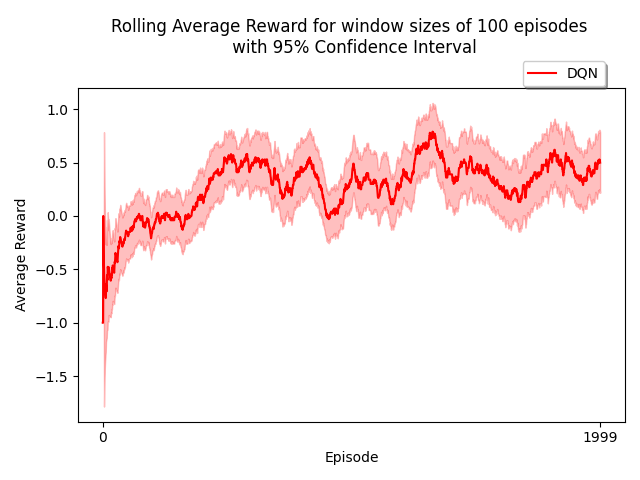 Rolling Average Reward for window sizes of 100 episodes
with 95% Confidence Interval
DQN
1.0
0.5
0.0
−0.5
−1.0
−1.5
Average Reward
0
1999
Episode